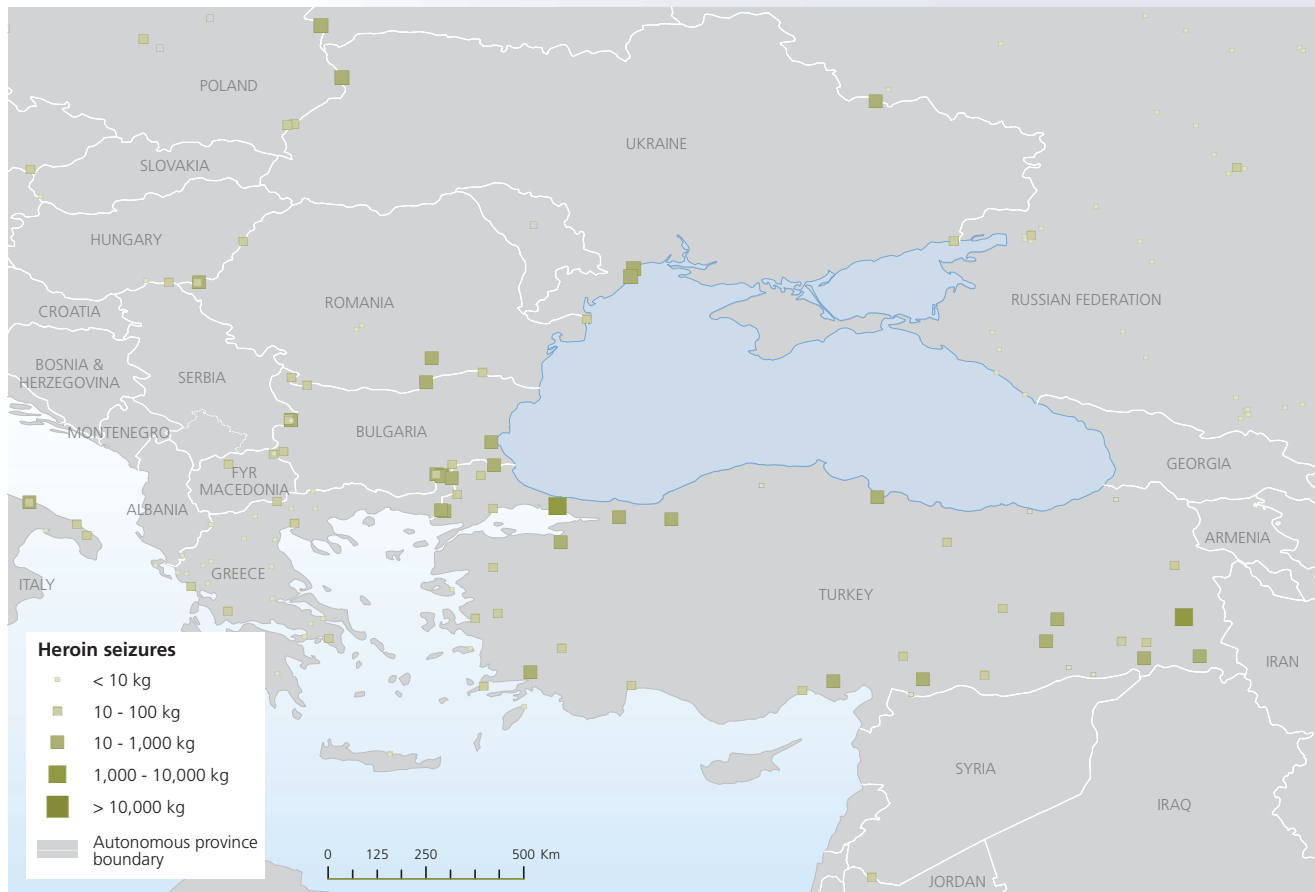 POLAND
UKRAINE
SLOVAKIA
HUNGARY
ROMANIA
RUSSIAN FEDERATION
CROATIA
BOSNIA &
HERZEGOVINA
SERBIA
MONTENEGRO
BULGARIA
FYR
MACEDONIA
GEORGIA
ALBANIA
ARMENIA
ITALY
GREECE
TURKEY
IRAN
SYRIA
IRAQ
JORDAN
Heroin seizures
< 10 kg
10 - 100 kg
10 - 1,000 kg
1,000 - 10,000 kg
> 10,000 kg
Autonomous province
boundary
0 125 250 500 Km